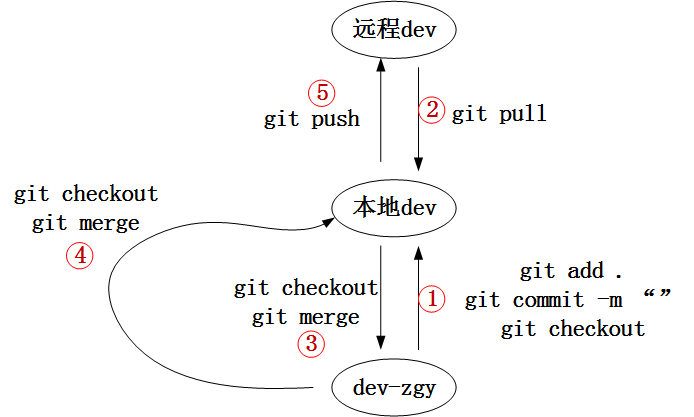 远程dev
⑤
git push
② git pull
git checkout
git merge
④
本地dev
git checkout
git merge
③
①
git add .
git commit -m “”
git checkout
dev-zgy